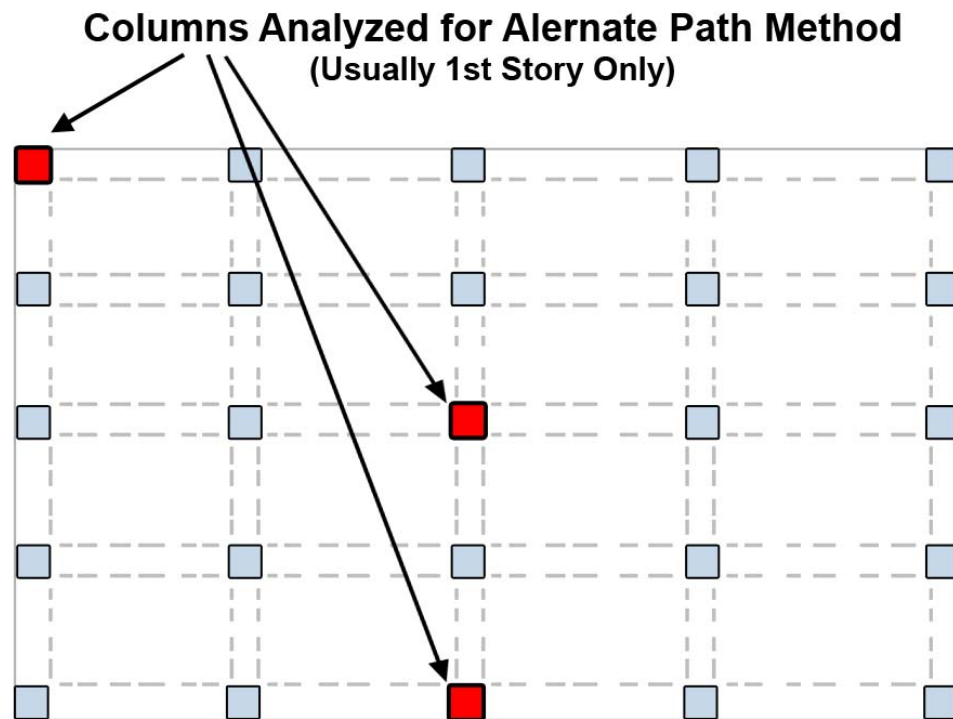 Columns Analyzed for Alernate Path Method
(Usually 1st Story Only)